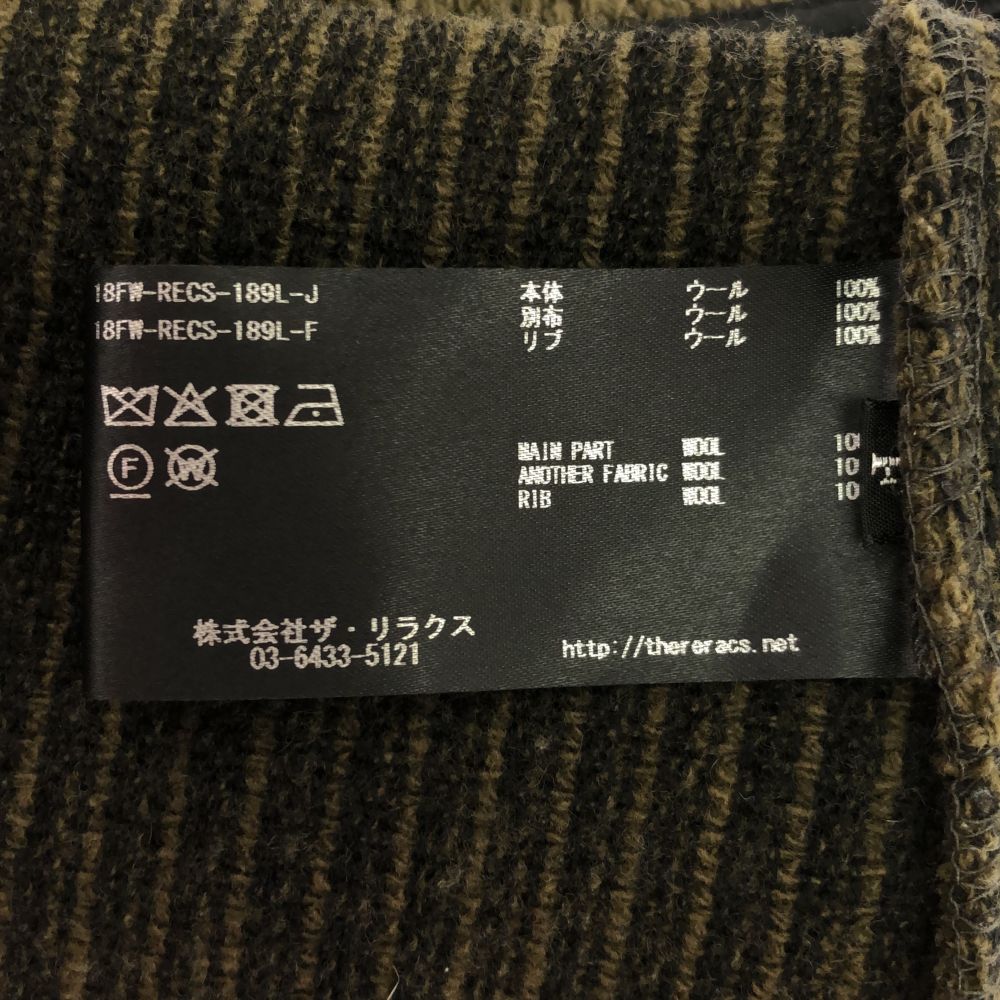 18FW-RECS-189L-J
18FW-RECS-189L-F
本体 ウール 100%
別布 ウール 100%
リブ ウール 100%
F W
MAIN PART WOOL 10
ANOTHER FABRIC WOOL 10
RIB WOOL 10
株式会社ザ・リラクス
03-6433-5121
http://thereracs.net